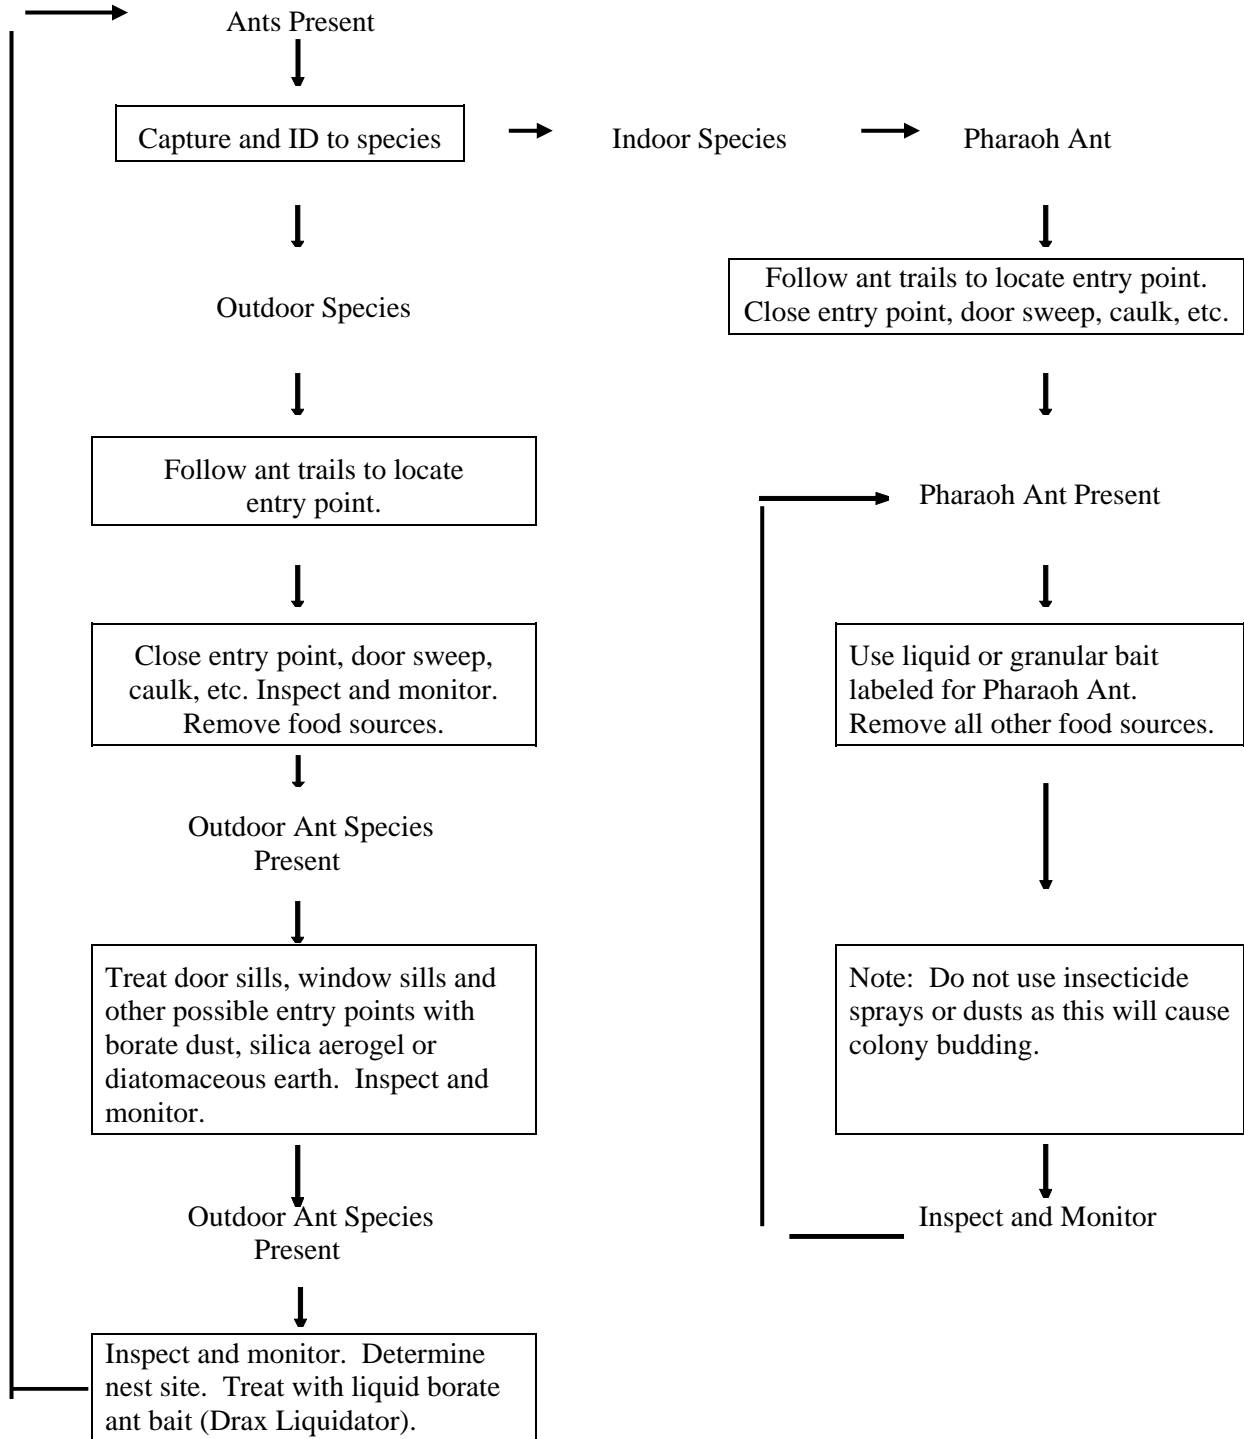 Ants Present
Capture and ID to species
Indoor Species
Pharaoh Ant
Outdoor Species
Follow ant trails to locate
entry point.
Close entry point, door sweep,
caulk, etc. Inspect and monitor.
Remove food sources.
Outdoor Ant Species
Present
Treat door sills, window sills and
other possible entry points with
borate dust, silica aerogel or
diatomaceous earth.  Inspect and
monitor.
Outdoor Ant Species
Present
Inspect and monitor.  Determine
nest site.  Treat with liquid borate
ant bait (Drax Liquidator).
Follow ant trails to locate entry point.
Close entry point, door sweep, caulk, etc.
Pharaoh Ant Present
Use liquid or granular bait
labeled for Pharaoh Ant.
Remove all other food sources.
Note:  Do not use insecticide
sprays or dusts as this will cause
colony budding.
Inspect and Monitor